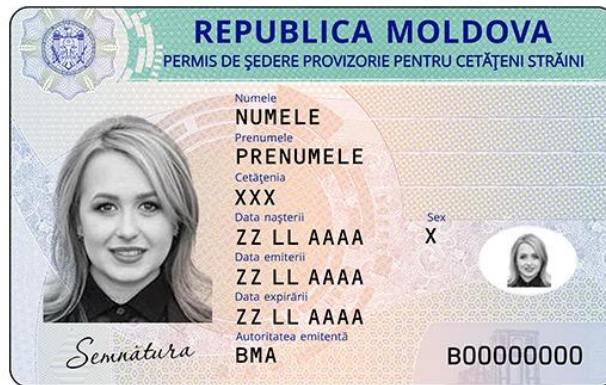 REPUBLICA MOLDOVA
PERMIS DE ŞEDERE PROVIZORIE PENTRU CETĂŢENI STRĂINI
Numele
NUMELE
Prenumele
PRENUMELE
Cetăţenia
XXX
Data naşterii Sex
ZZ LL AAAA X
Data emiterii
ZZ LL AAAA
Data expirării
ZZ LL AAAA
Autoritatea emitentă
BMA
Semnătura
B00000000